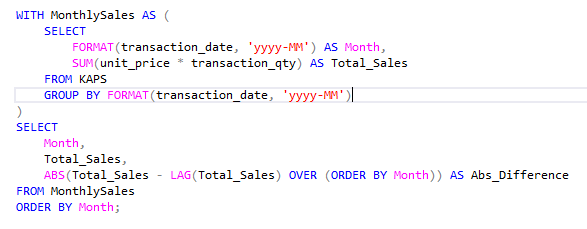 WITH MonthlySales AS (
    SELECT
        FORMAT(transaction_date, 'yyyy-MM') AS Month,
        SUM(unit_price * transaction_qty) AS Total_Sales
    FROM KAPS
    GROUP BY FORMAT(transaction_date, 'yyyy-MM')
)
SELECT
    Month,
    Total_Sales,
    ABS(Total_Sales - LAG(Total_Sales) OVER (ORDER BY Month)) AS Abs_Difference
FROM MonthlySales
ORDER BY Month;